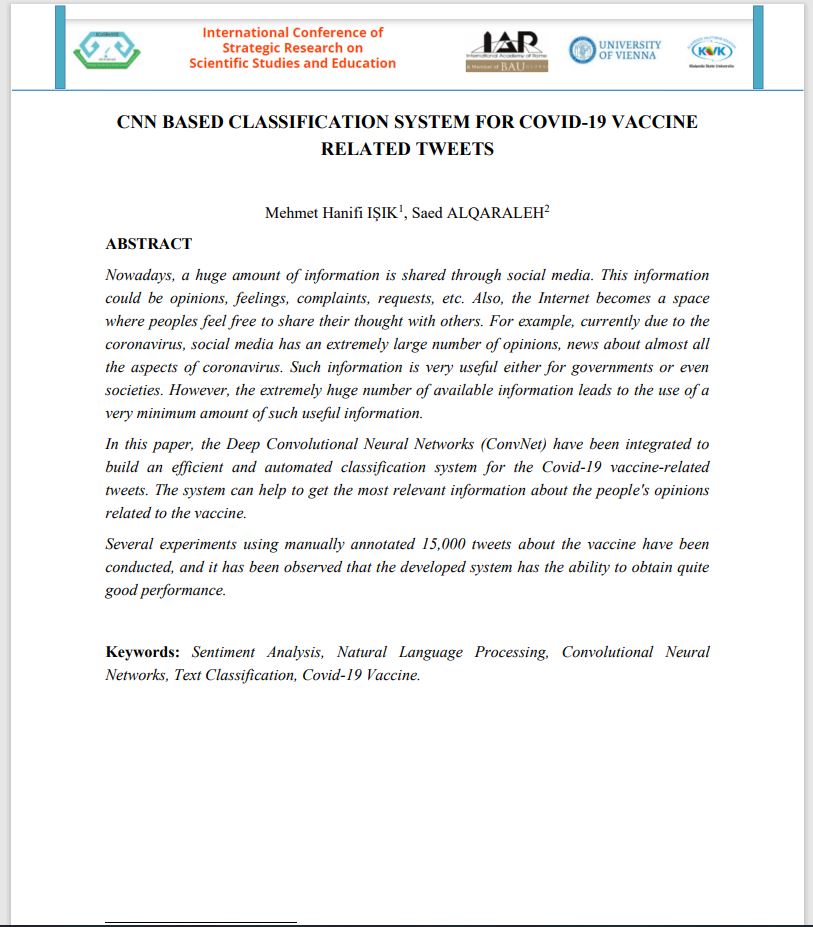 International Conference of
Strategic Research on
Scientific Studies and Education
IAR
International Academy of Rome
A Member of BAU GLOBAL
UNIVERSITY
OF VIENNA
KVK
CNN BASED CLASSIFICATION SYSTEM FOR COVID-19 VACCINE
RELATED TWEETS
Mehmet Hanifi IŞIK¹, Saed ALQARALEH²
ABSTRACT
Nowadays, a huge amount of information is shared through social media. This information
could be opinions, feelings, complaints, requests, etc. Also, the Internet becomes a space
where peoples feel free to share their thought with others. For example, currently due to the
coronavirus, social media has an extremely large number of opinions, news about almost all
the aspects of coronavirus. Such information is very useful either for governments or even
societies. However, the extremely huge number of available information leads to the use of a
very minimum amount of such useful information.
In this paper, the Deep Convolutional Neural Networks (ConvNet) have been integrated to
build an efficient and automated classification system for the Covid-19 vaccine-related
tweets. The system can help to get the most relevant information about the people's opinions
related to the vaccine.
Several experiments using manually annotated 15,000 tweets about the vaccine have been
conducted, and it has been observed that the developed system has the ability to obtain quite
good performance.
Keywords: Sentiment Analysis, Natural Language Processing, Convolutional Neural
Networks, Text Classification, Covid-19 Vaccine.